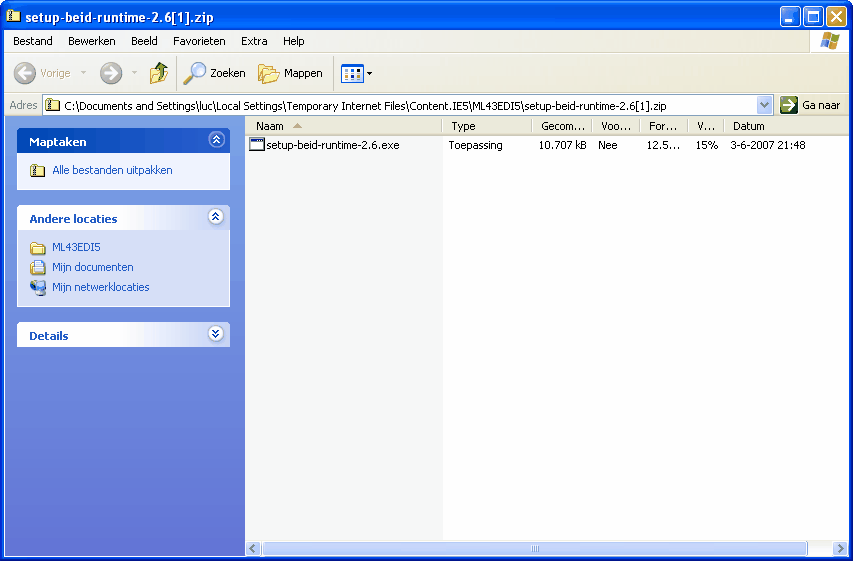 setup-beid-runtime-2.6[1].zip
Bestand Bewerken Beeld Favorieten Extra Help
Vorige Zoeken Mappen
Adres C:\Documents and Settings\luc\Local Settings\Temporary Internet Files\Content.IE5\ML43EDI5\setup-beid-runtime-2.6[1].zip Ga naar
Maptaken
Alle bestanden uitpakken
Andere locaties
ML43EDI5
Mijn documenten
Mijn netwerklocaties
Details
Naam Type Gecom... Voo... For... V... Datum
setup-beid-runtime-2.6.exe Toepassing 10.707 kB Nee 12.5... 15% 3-6-2007 21:48